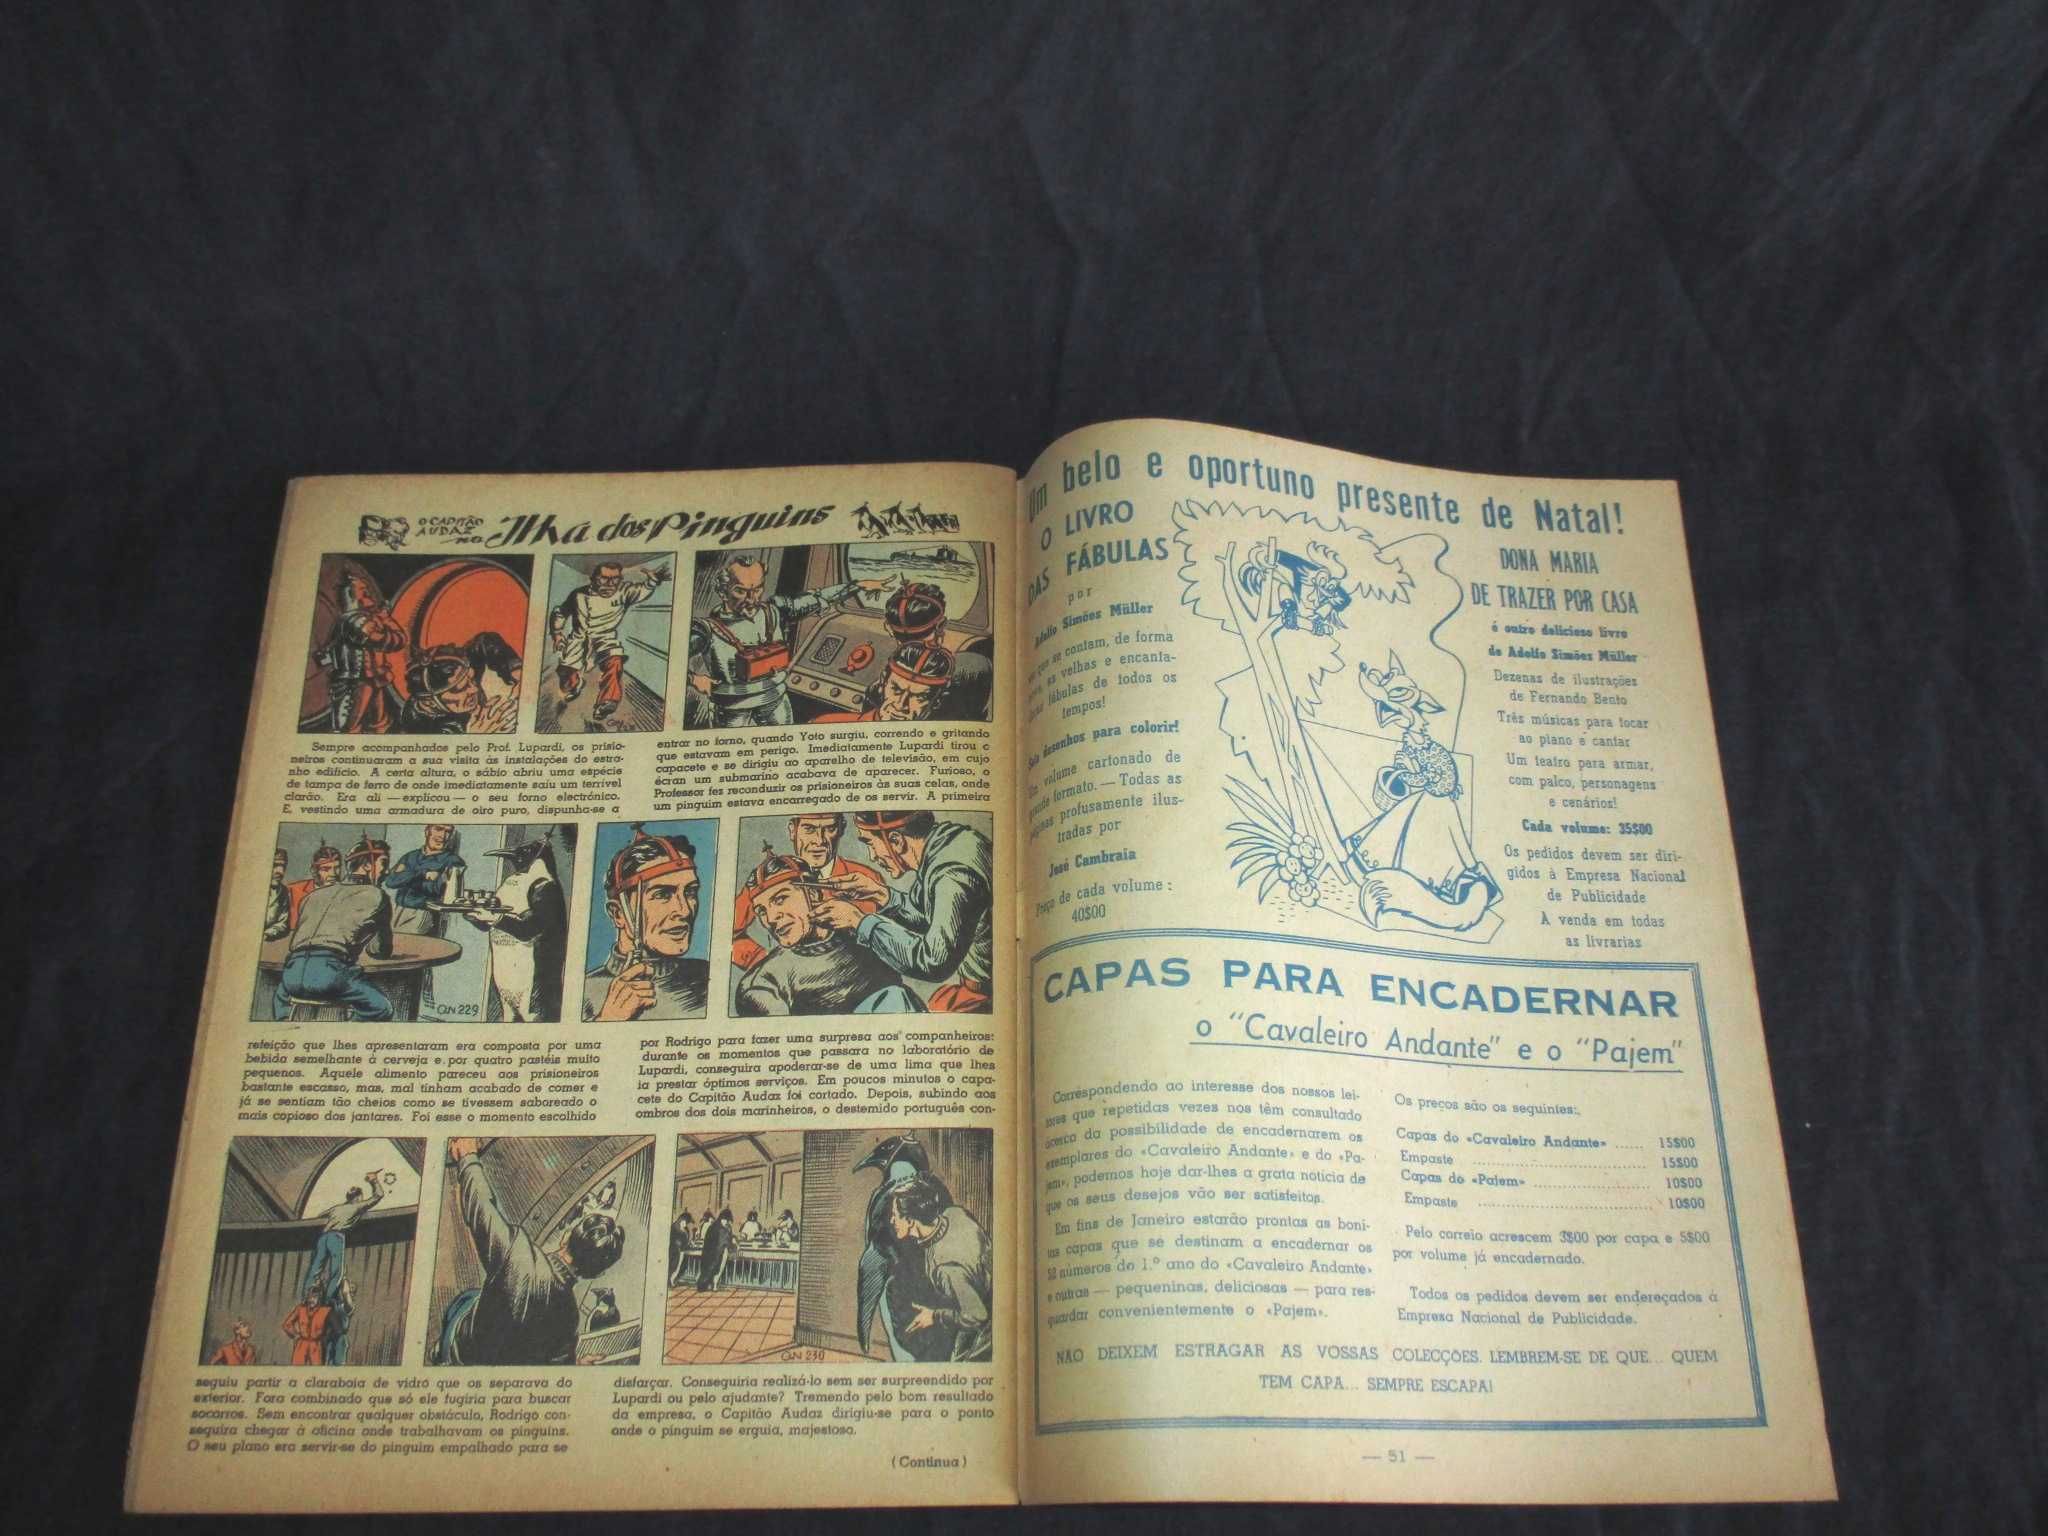 O CAPITÃO
AUDAZ
NA
Ilha dos Pinguins
Sempre acompanhados pelo Prof. Lupardi, os prisio-
neiros continuaram a sua visita às instalações do estra-
nho edifício. A certa altura, o sábio abriu uma espécie
de tampa de ferro de onde imediatamente saiu um terrível
clarão. Era ali — explicou — o seu forno electrónico.
E, vestindo uma armadura de oiro puro, dispunha-se a
entrar no forno, quando Yoto surgiu, correndo e gritando
que estavam em perigo. Imediatamente Lupardi tirou o
capacete e se dirigiu ao aparelho de televisão, em cujo
écran um submarino acabava de aparecer. Furioso, o
Professor fez reconduzir os prisioneiros às suas celas, onde
um pinguim estava encarregado de os servir. A primeira
G.N 229
refeição que lhes apresentaram era composta por uma
bebida semelhante à cerveja e por quatro pastéis muito
pequenos. Aquele alimento pareceu aos prisioneiros
bastante escasso, mas, mal tinham acabado de comer e
já se sentiam tão cheios como se tivessem saboreado o
mais copioso dos jantares. Foi esse o momento escolhido
por Rodrigo para fazer uma surpresa aos companheiros:
durante os momentos que passara no laboratório de
Lupardi, conseguira apoderar-se de uma lima que lhes
ia prestar óptimos serviços. Em poucos minutos o capa-
cete do Capitão Audaz foi cortado. Depois, subindo aos
ombros dos dois marinheiros, o destemido português con-
G.N 230
seguiu partir a claraboia de vidro que os separava do
exterior. Fora combinado que só ele fugiria para buscar
socorros. Sem encontrar qualquer obstáculo, Rodrigo con-
seguira chegar à oficina onde trabalhavam os pinguins.
O seu plano era servir-se do pinguim empalhado para se
disfarçar. Conseguiria realizá-lo sem ser surpreendido por
Lupardi ou pelo ajudante? Tremendo pelo bom resultado
da empresa, o Capitão Audaz dirigiu-se para o ponto
onde o pinguim se erguia, majestoso.
(Continua)
Um belo e oportuno presente de Natal!
O LIVRO
DAS FÁBULAS
por
Adolfo Simões Müller
em que se contam, de forma
as velhas e encanta-
fábulas de todos os
tempos!
desenhos para colorir!
Um volume cartonado de
grande formato. — Todas as
páginas profusamente ilus-
tradas por
José Cambraia
Preço de cada volume:
40$00
DONA MARIA
DE TRAZER POR CASA
é outro delicioso livro
de Adolfo Simões Müller
Dezenas de ilustrações
de Fernando Bento
Três músicas para tocar
ao piano e cantar
Um teatro para armar,
com palco, personagens
e cenários!
Cada volume: 35$00
Os pedidos devem ser diri-
gidos à Empresa Nacional
de Publicidade
A venda em todas
as livrarias
CAPAS PARA ENCADERNAR
o "Cavaleiro Andante" e o "Pajem"
Correspondendo ao interesse dos nossos lei-
tores que repetidas vezes nos têm consultado
acerca da possibilidade de encadernarem os
exemplares do «Cavaleiro Andante» e do «Pa-
jem», podemos hoje dar-lhes a grata notícia de
que os seus desejos vão ser satisfeitos.
Em fins de Janeiro estarão prontas as boni-
tas capas que se destinam a encadernar os
52 números do 1.º ano do «Cavaleiro Andante»
e outras — pequeninas, deliciosas — para res-
guardar convenientemente o «Pajem».
Os preços são os seguintes:
Capas do «Cavaleiro Andante» ...... 15$00
Empaste ...... 15$00
Capas do «Pajem» ...... 10$00
Empaste ...... 10$00
Pelo correio acrescem 3$00 por capa e 5$00
por volume já encadernado.
Todos os pedidos devem ser endereçados à
Empresa Nacional de Publicidade.
NÃO DEIXEM ESTRAGAR AS VOSSAS COLECÇÕES. LEMBREM-SE DE QUE... QUEM
TEM CAPA... SEMPRE ESCAPA!
— 51 —